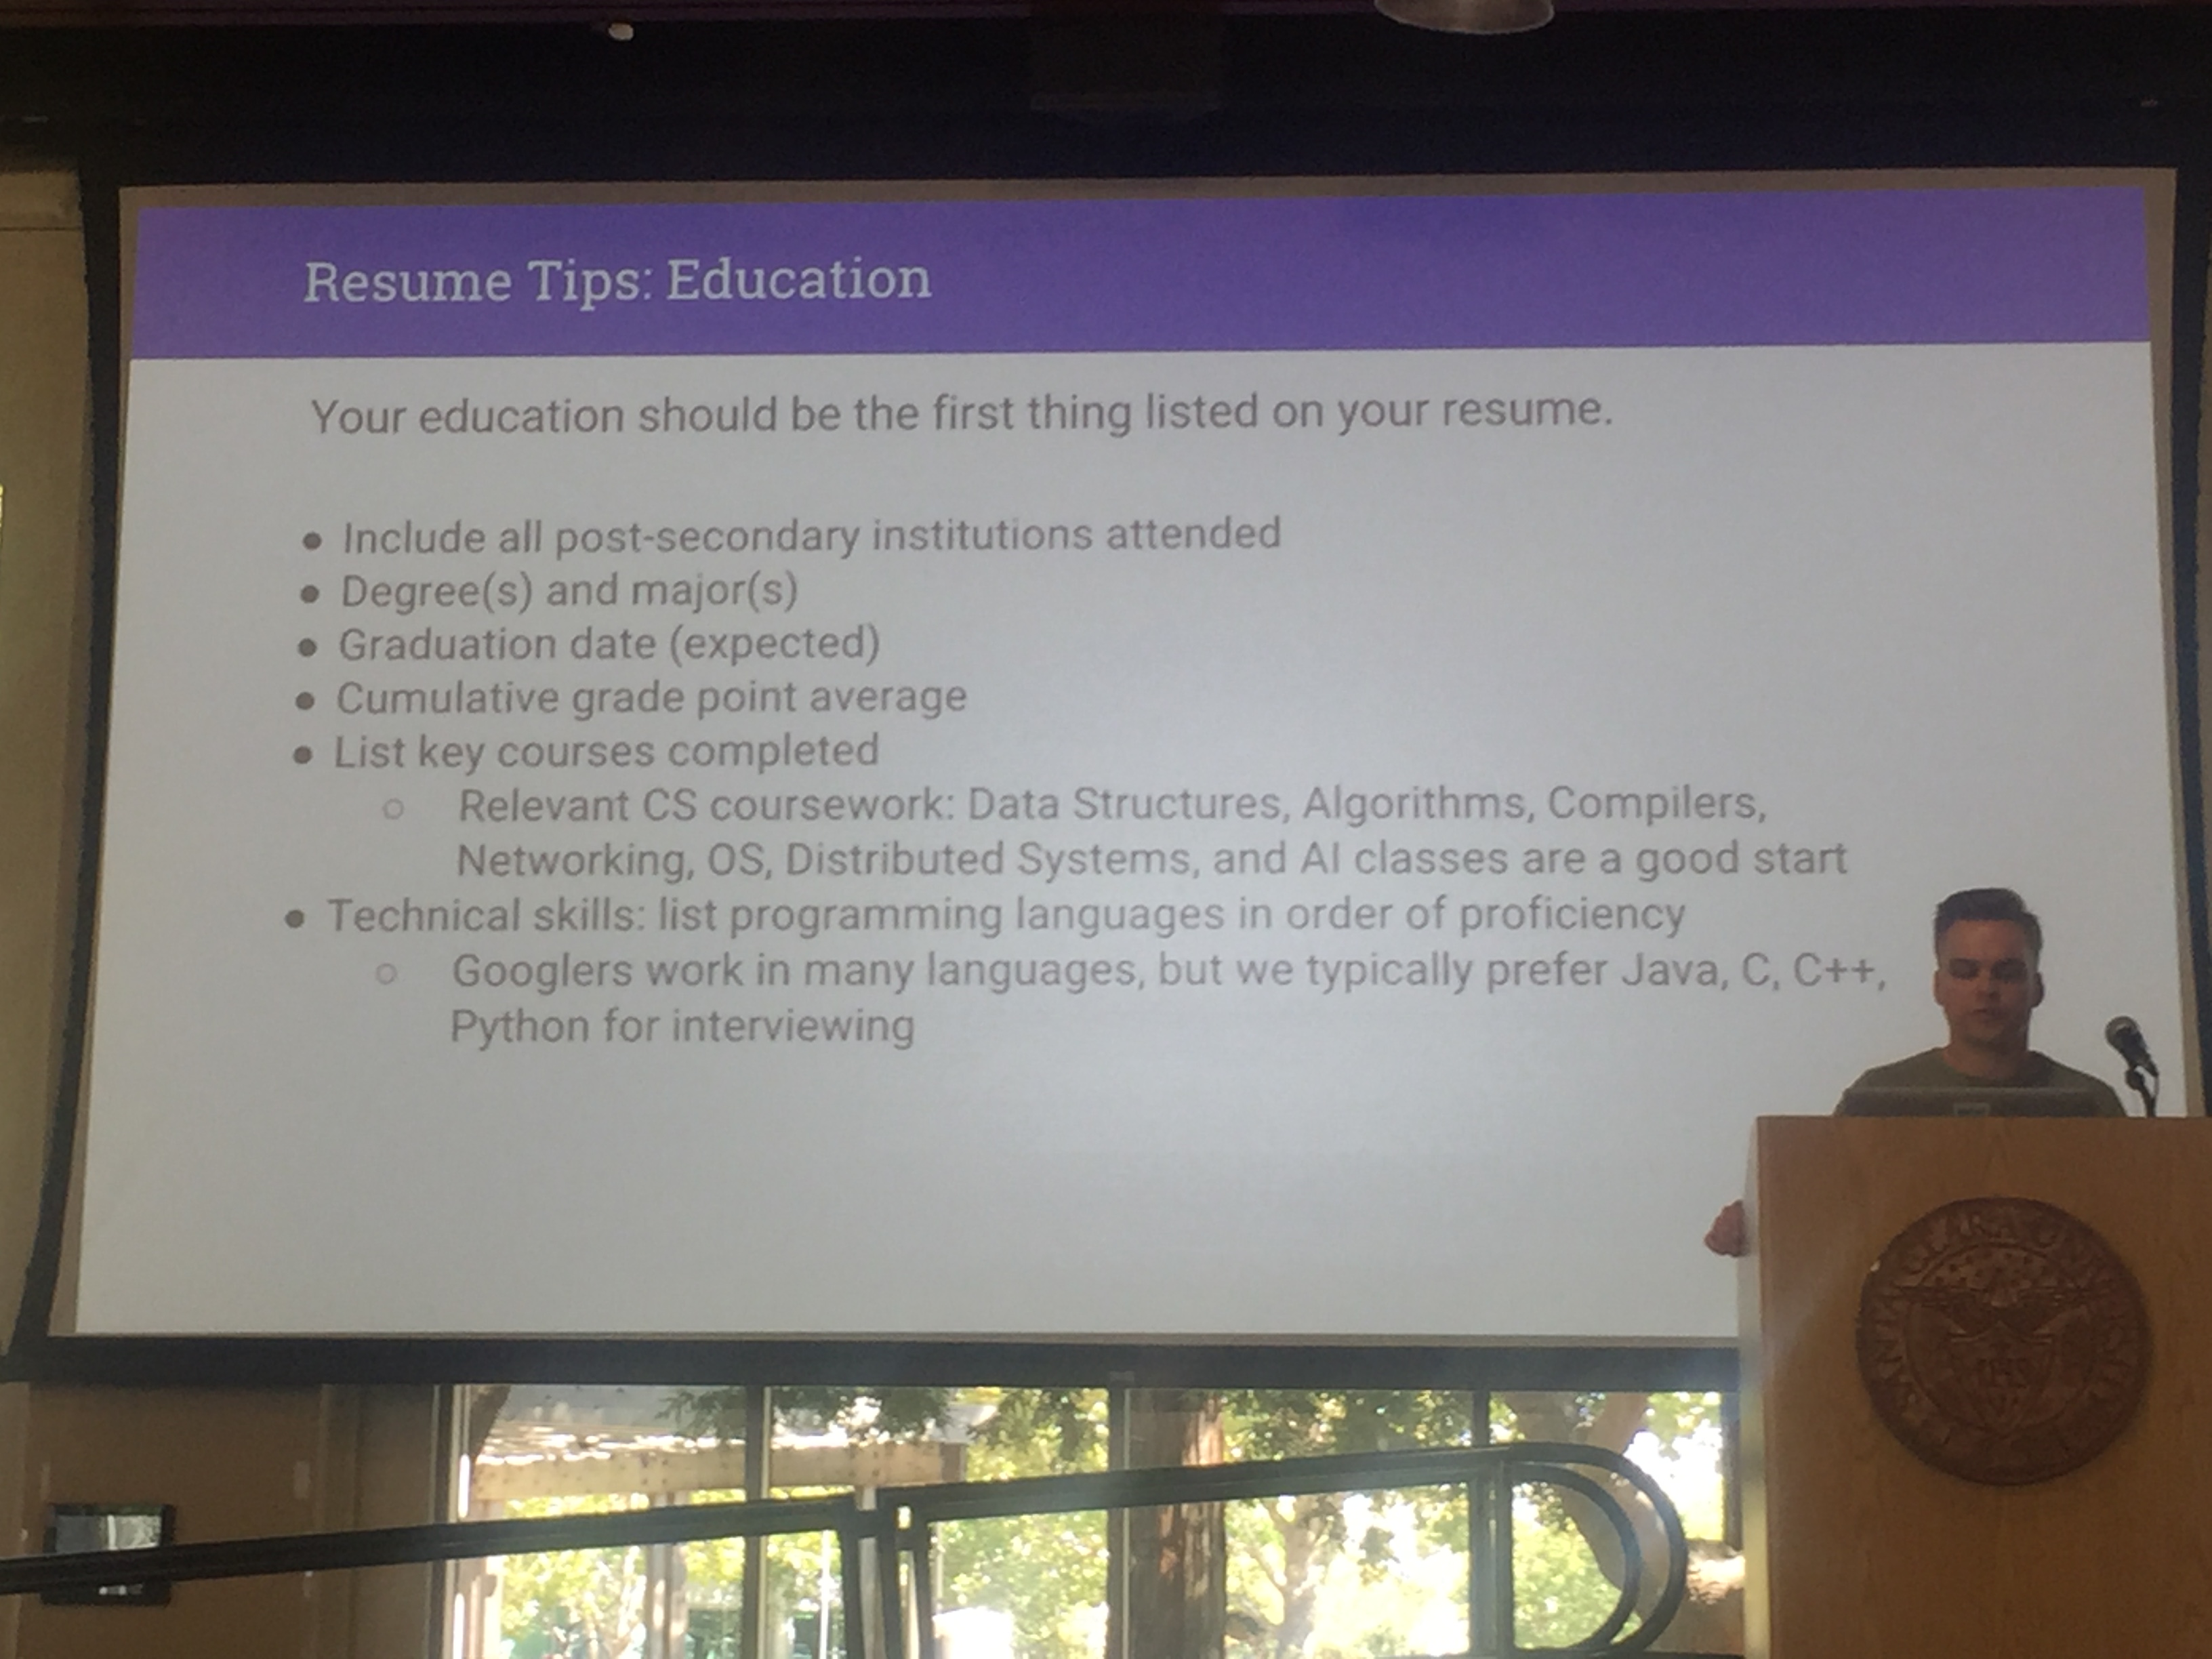 Resume Tips: Education
Your education should be the first thing listed on your resume.
● Include all post-secondary institutions attended
● Degree(s) and major(s)
● Graduation date (expected)
● Cumulative grade point average
● List key courses completed
○ Relevant CS coursework: Data Structures, Algorithms, Compilers,
Networking, OS, Distributed Systems, and AI classes are a good start
● Technical skills: list programming languages in order of proficiency
○ Googlers work in many languages, but we typically prefer Java, C, C++,
Python for interviewing
SANTA CLARA UNIVERSITY